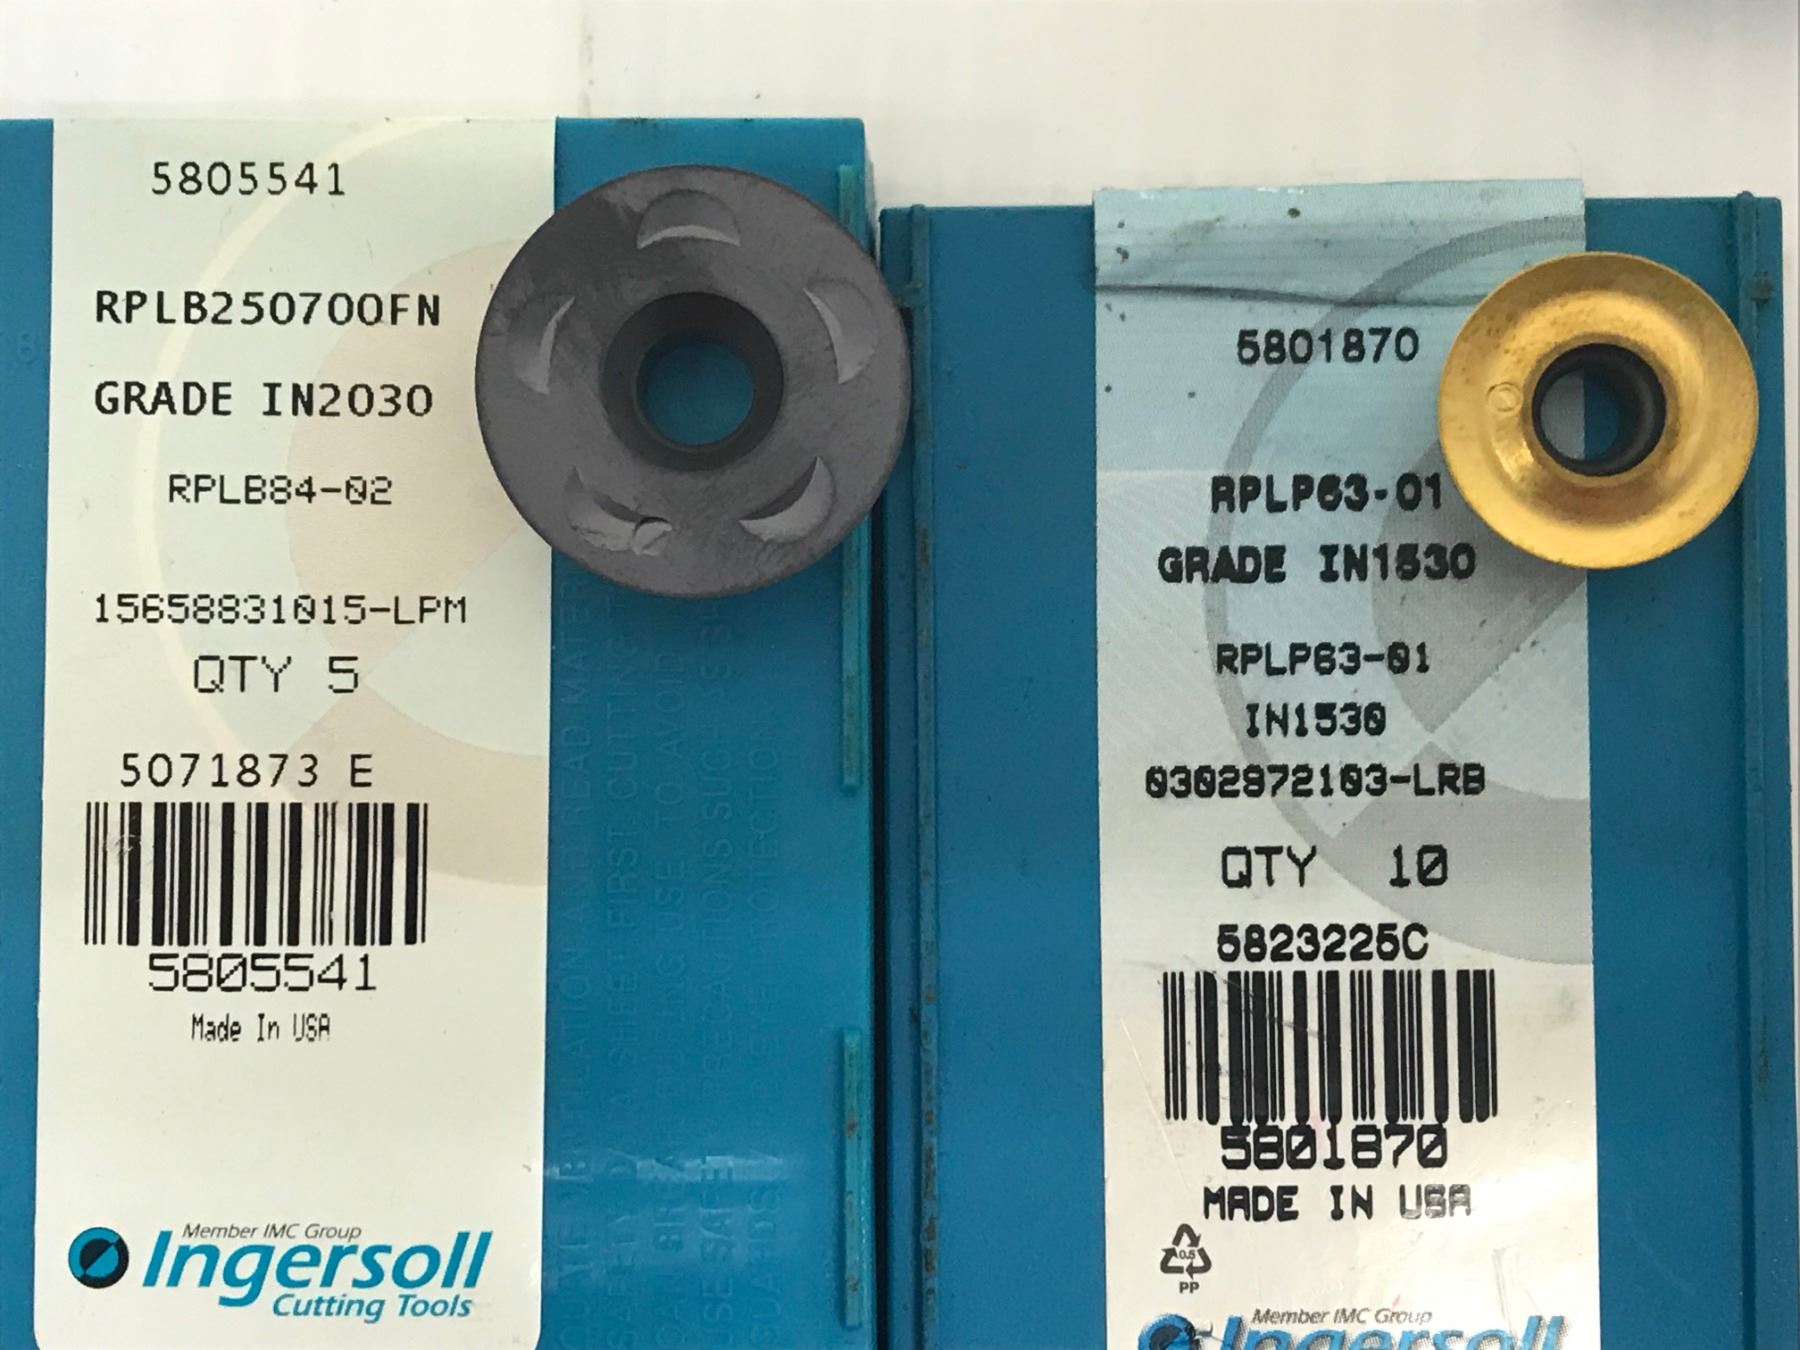 5805541
RPLB250700FN
GRADE IN2030
RPLB84-02
15658831015-LPM
QTY 5
5071873 E
5805541
Made In USA
Member IMC Group
Ingersoll
Cutting Tools
5801870
RPLP63-01
GRADE IN1530
RPLP63-01
IN1530
0302972103-LRB
QTY 10
5823225C
5801870
MADE IN USA
PP
Member IMC Group
Ingersoll